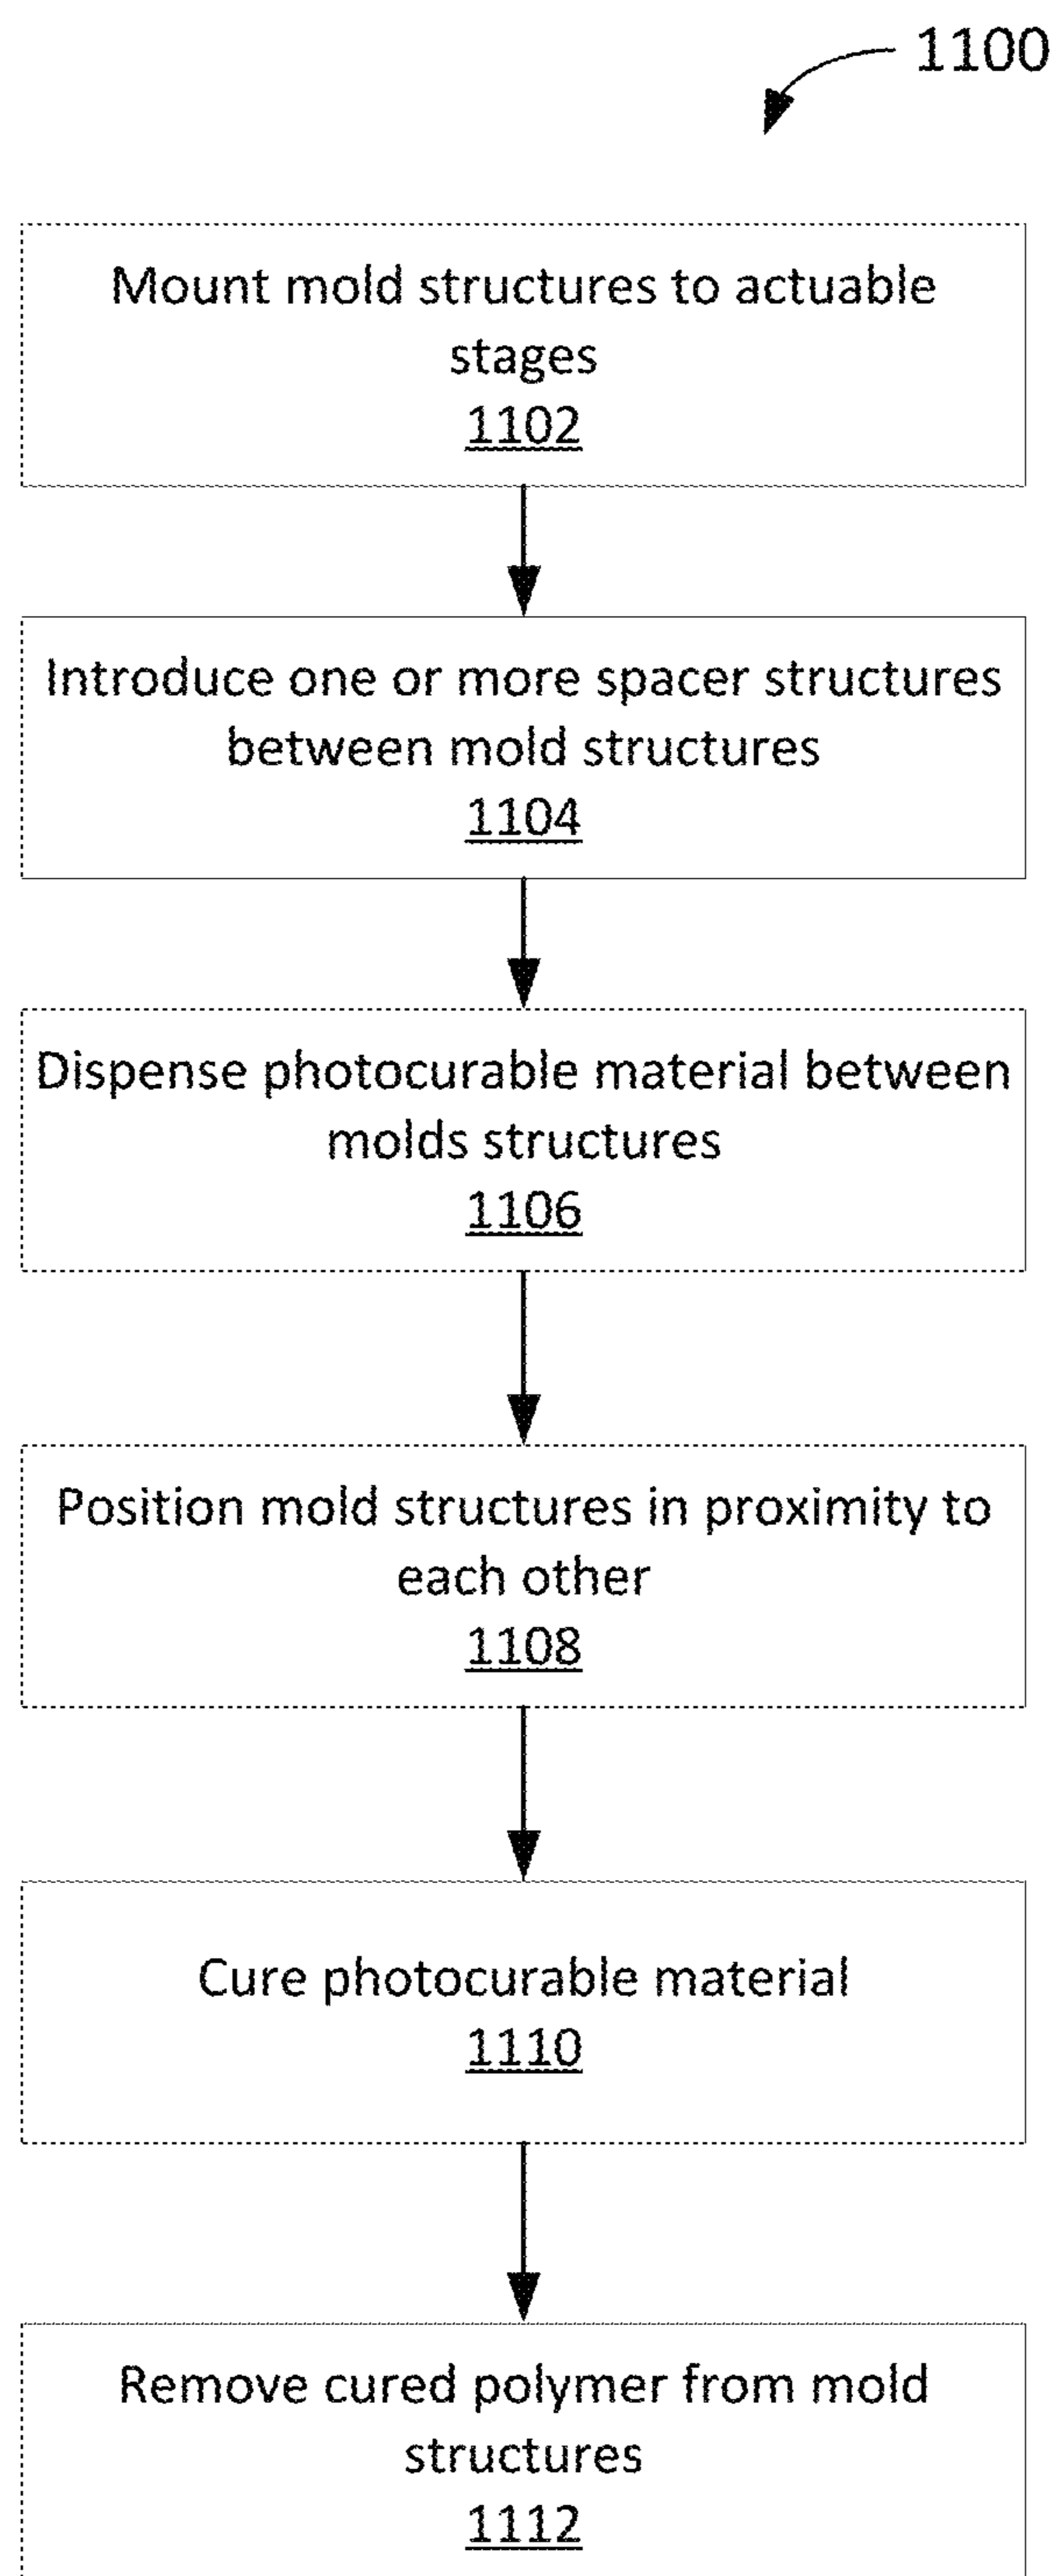 1100
Mount mold structures to actuable
stages
1102
Introduce one or more spacer structures
between mold structures
1104
Dispense photocurable material between
molds structures
1106
Position mold structures in proximity to
each other
1108
Cure photocurable material
1110
Remove cured polymer from mold
structures
1112